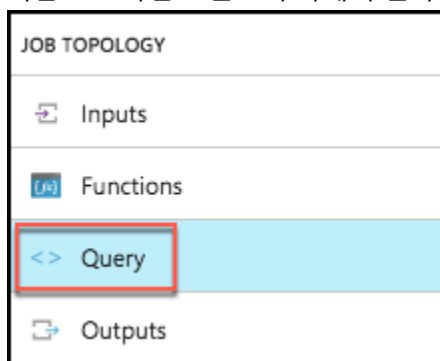 JOB TOPOLOGY
Inputs
Functions
<> Query
Outputs